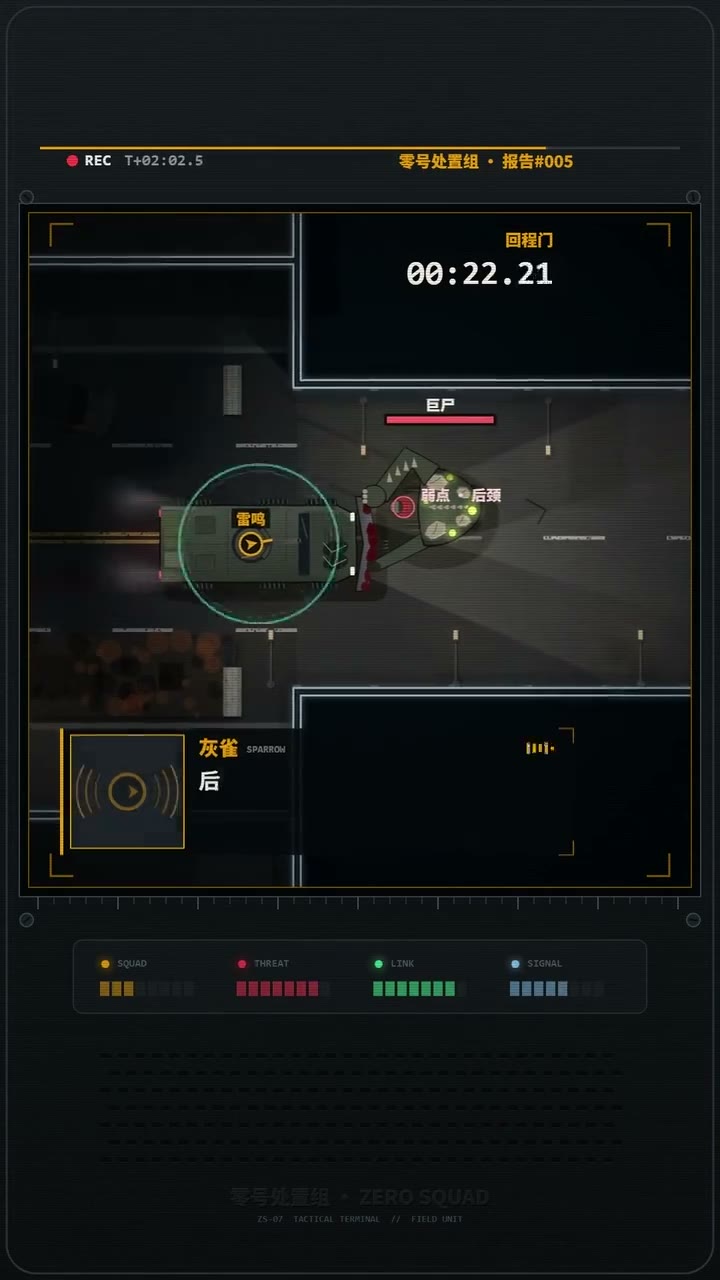 REC T+02:02.5 零号处置组 • 报告#005
回程门
00:22.21
巨尸
弱点 · 后颈
雷鸣
灰雀 SPARROW
后
SQUAD THREAT LINK SIGNAL
零号处置组 • ZERO SQUAD
ZS-07 TACTICAL TERMINAL // FIELD UNIT